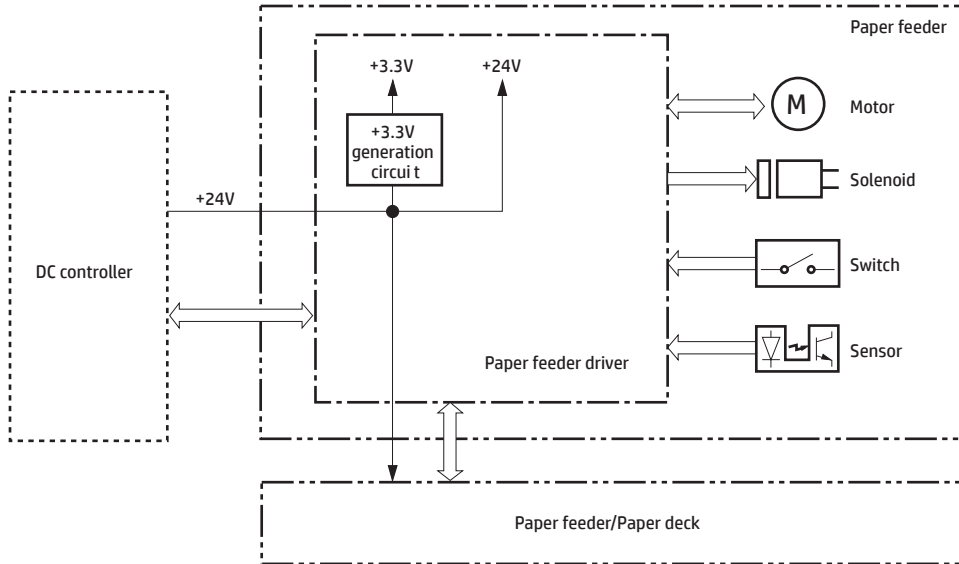 Paper feeder
+3.3V
+24V
M
Motor
+3.3V
generation
circui t
Solenoid
+24V
DC controller
Switch
Sensor
Paper feeder driver
Paper feeder/Paper deck